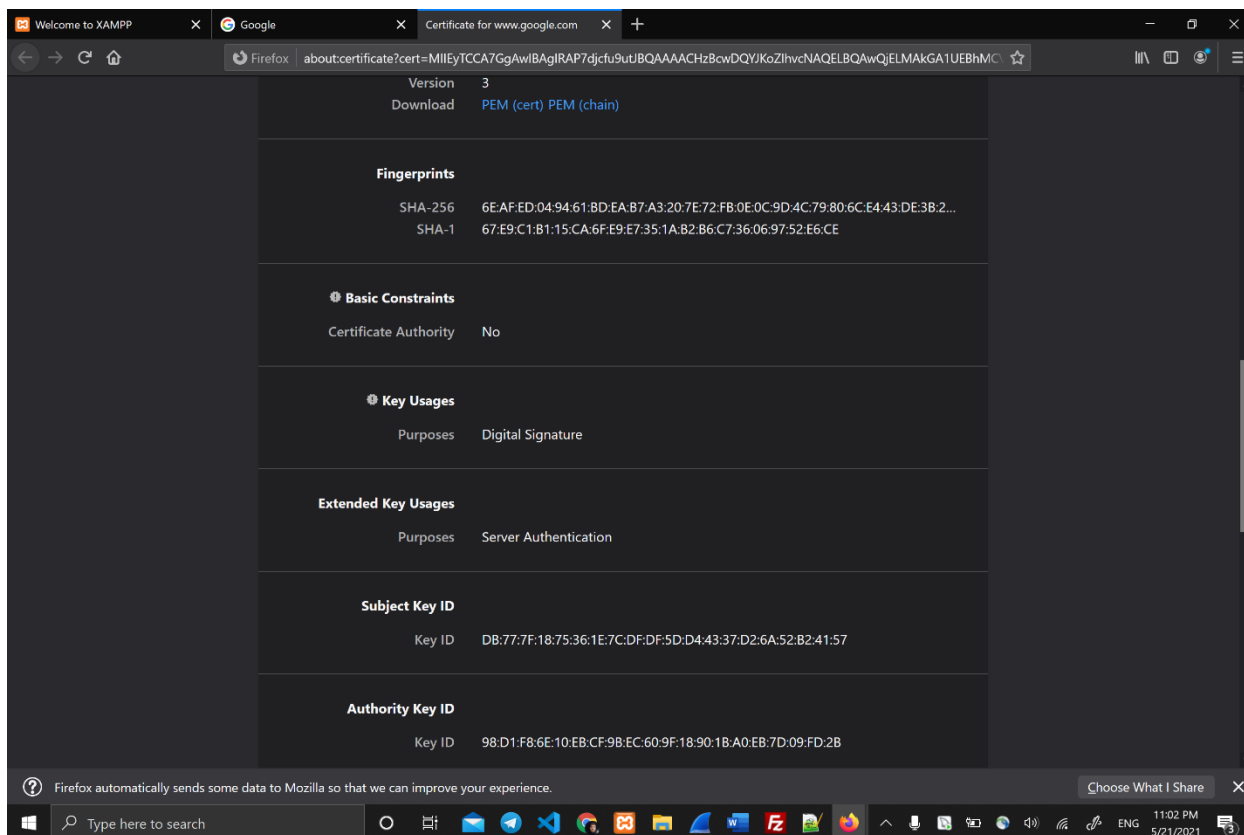 Welcome to XAMPP
Google
Certificate for www.google.com
Firefox about:certificate?cert=MIIEyTCCA7GgAwIBAgIRAP7djcfu9utJBQAAAACHzBcwDQYJKoZIhvcNAQELBQAwQjELMAkGA1UEBhMC
Version 3
Download PEM (cert) PEM (chain)
Fingerprints
SHA-256 6E:AF:ED:04:94:61:BD:EA:B7:A3:20:7E:72:FB:0E:0C:9D:4C:79:80:6C:E4:43:DE:3B:2...
SHA-1 67:E9:C1:B1:15:CA:6F:E9:E7:35:1A:B2:B6:C7:36:06:97:52:E6:CE
Basic Constraints
Certificate Authority No
Key Usages
Purposes Digital Signature
Extended Key Usages
Purposes Server Authentication
Subject Key ID
Key ID DB:77:7F:18:75:36:1E:7C:DF:DF:5D:D4:43:37:D2:6A:52:B2:41:57
Authority Key ID
Key ID 98:D1:F8:6E:10:EB:CF:9B:EC:60:9F:18:90:1B:A0:EB:7D:09:FD:2B
Firefox automatically sends some data to Mozilla so that we can improve your experience.
Choose What I Share
Type here to search
ENG
11:02 PM
5/21/2021
3